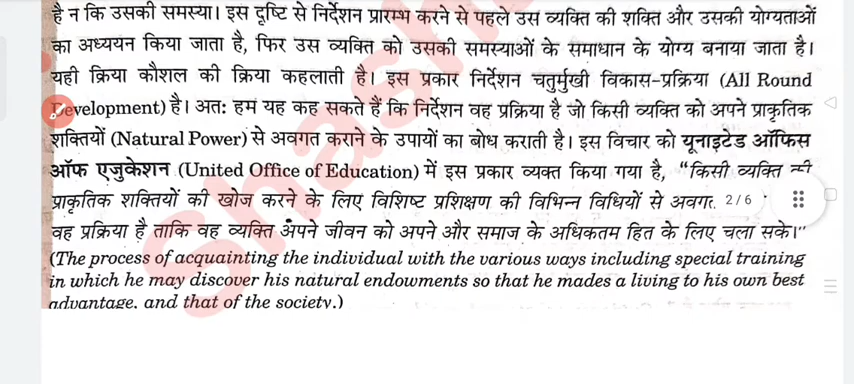 है न कि उसकी समस्या। इस दृष्टि से निर्देशन प्रारम्भ करने से पहले उस व्यक्ति की शक्ति और उसकी योग्यताओं
का अध्ययन किया जाता है, फिर उस व्यक्ति को उसकी समस्याओं के समाधान के योग्य बनाया जाता है।
यही क्रिया कौशल की क्रिया कहलाती है। इस प्रकार निर्देशन चतुर्मुखी विकास-प्रक्रिया (All Round
Development) है। अतः हम यह कह सकते हैं कि निर्देशन वह प्रक्रिया है जो किसी व्यक्ति को अपने प्राकृतिक
शक्तियों (Natural Power) से अवगत कराने के उपायों का बोध कराती है। इस विचार को यूनाइटेड ऑफिस
ऑफ एजुकेशन (United Office of Education) में इस प्रकार व्यक्त किया गया है, "किसी व्यक्ति
प्राकृतिक शक्तियों की खोज करने के लिए विशिष्ट प्रशिक्षण की विभिन्न विधियों से 2/6
वह प्रक्रिया है ताकि वह व्यक्ति अपने जीवन को अपने और समाज के अधिकतम हित के लिए चला सके।"
(The process of acquainting the individual with the various ways including special training
in which he may discover his natural endowments so that he mades a living to his own best
advantage, and that of the society.)